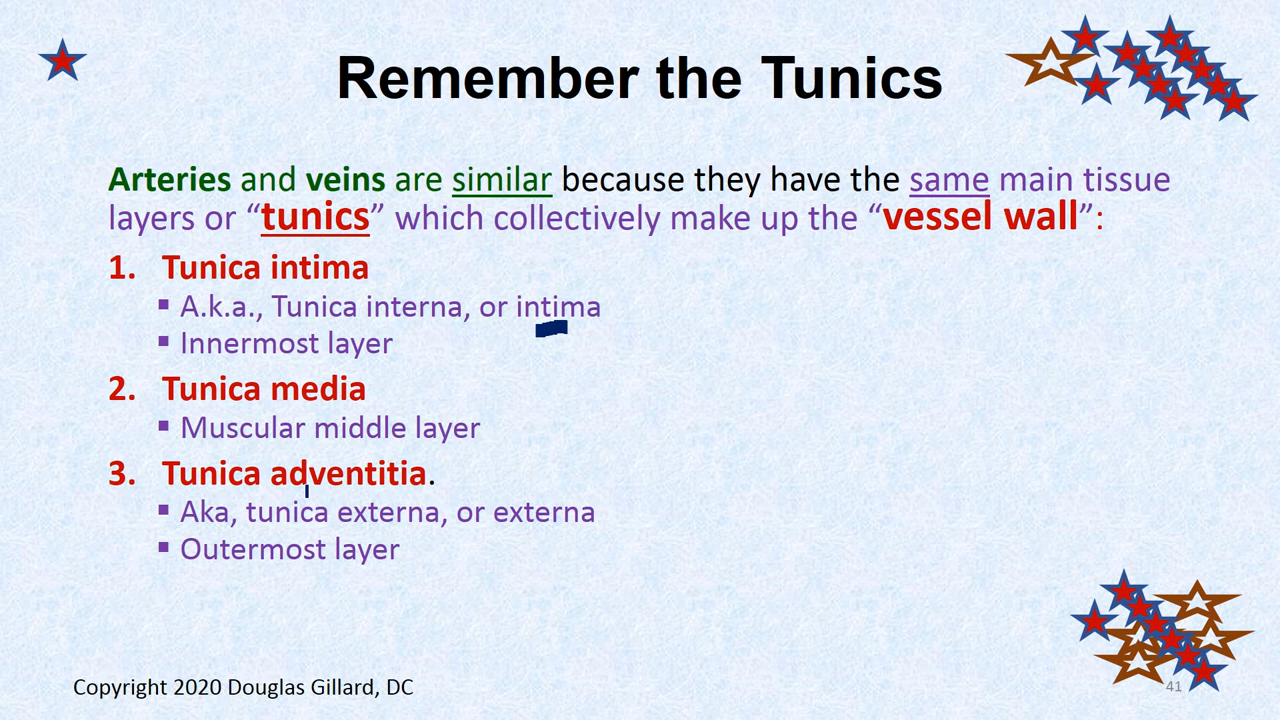 Remember the Tunics
Arteries and veins are similar because they have the same main tissue
layers or “tunics” which collectively make up the “vessel wall”:
1. Tunica intima
▪ A.k.a., Tunica interna, or intima
▪ Innermost layer
2. Tunica media
▪ Muscular middle layer
3. Tunica adventitia.
▪ Aka, tunica externa, or externa
▪ Outermost layer
Copyright 2020 Douglas Gillard, DC
41